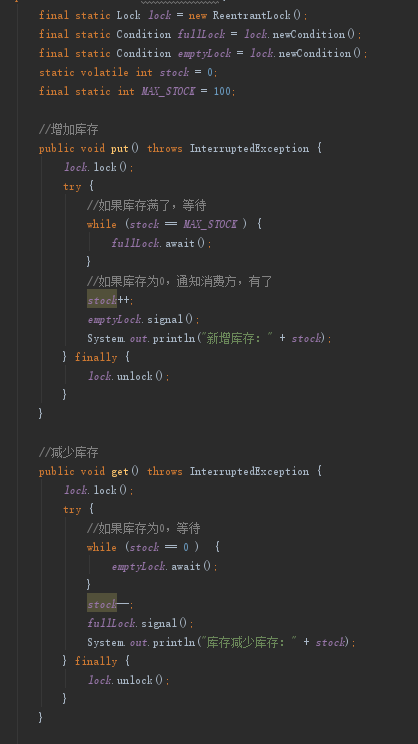 final static Lock lock = new ReentrantLock();
final static Condition fullLock = lock.newCondition();
final static Condition emptyLock = lock.newCondition();
static volatile int stock = 0;
final static int MAX_STOCK = 100;
//增加库存
public void put() throws InterruptedException {
lock.lock();
try {
//如果库存满了，等待
while (stock == MAX_STOCK ) {
fullLock.await();
}
//如果库存为0，通知消费方，有了
stock++;
emptyLock.signal();
System.out.println("新增库存：" + stock);
} finally {
lock.unlock();
}
}
//减少库存
public void get() throws InterruptedException {
lock.lock();
try {
//如果库存为0，等待
while (stock == 0 )  {
emptyLock.await();
}
stock--;
fullLock.signal();
System.out.println("库存减少库存：" + stock);
} finally {
lock.unlock();
}
}